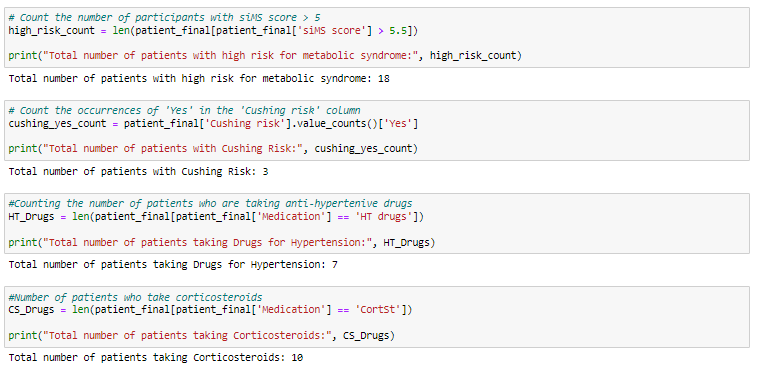 # Count the number of participants with siMS score > 5
high_risk_count = len(patient_final[patient_final['siMS score'] > 5.5])
print("Total number of patients with high risk for metabolic syndrome:", high_risk_count)
Total number of patients with high risk for metabolic syndrome: 18
# Count the occurrences of 'Yes' in the 'Cushing risk' column
cushing_yes_count = patient_final['Cushing risk'].value_counts()['Yes']
print("Total number of patients with Cushing Risk:", cushing_yes_count)
Total number of patients with Cushing Risk: 3
#Counting the number of patients who are taking anti-hypertenive drugs
HT_Drugs = len(patient_final[patient_final['Medication'] == 'HT drugs'])
print("Total number of patients taking Drugs for Hypertension:", HT_Drugs)
Total number of patients taking Drugs for Hypertension: 7
#Number of patients who take corticosteroids
CS_Drugs = len(patient_final[patient_final['Medication'] == 'CortSt'])
print("Total number of patients taking Corticosteroids:", CS_Drugs)
Total number of patients taking Corticosteroids: 10